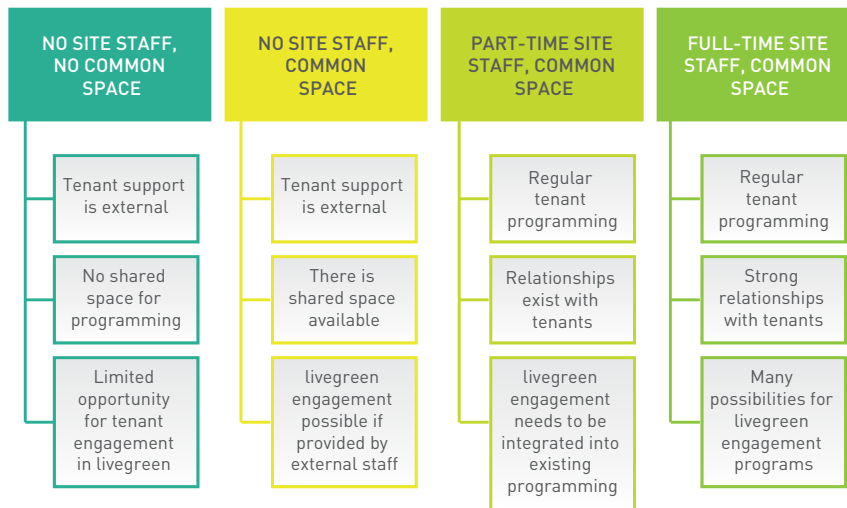 NO SITE STAFF,
NO COMMON
SPACE
Tenant support
is external
No shared
space for
programming
Limited
opportunity
for tenant
engagement
in livegreen
NO SITE STAFF,
COMMON
SPACE
Tenant support
is external
There is
shared space
available
livegreen
engagement
possible if
provided by
external staff
PART-TIME SITE
STAFF, COMMON
SPACE
Regular
tenant
programming
Relationships
exist with
tenants
livegreen
engagement
needs to be
integrated into
existing
programming
FULL-TIME SITE
STAFF, COMMON
SPACE
Regular
tenant
programming
Strong
relationships
with tenants
Many
possibilities for
livegreen
engagement
programs